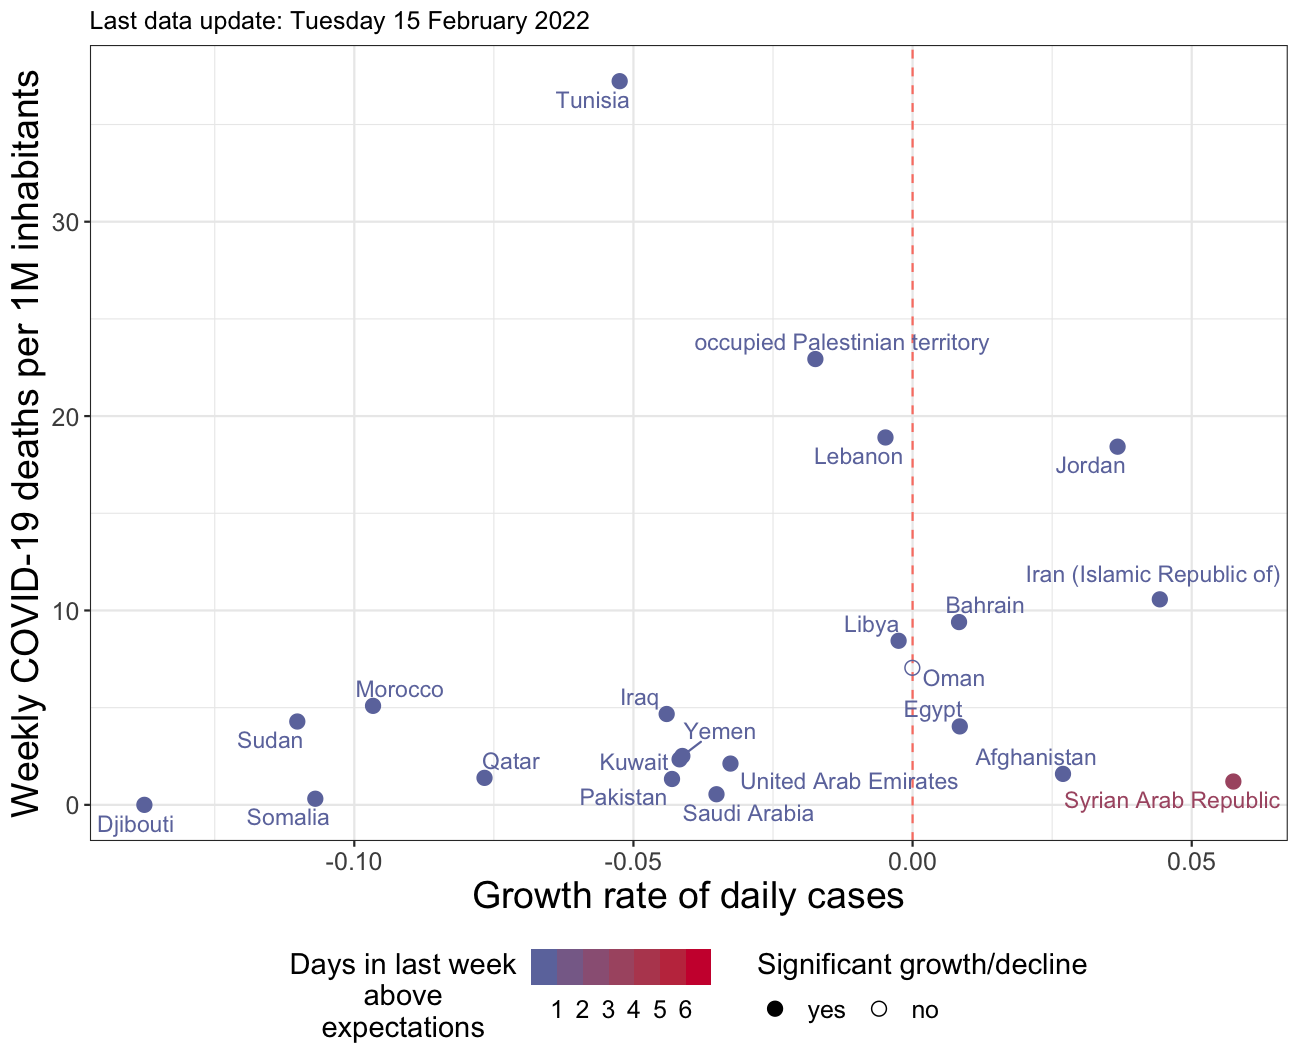 Last data update: Tuesday 15 February 2022
Weekly COVID-19 deaths per 1M inhabitants
30
20
10
0
Tunisia
occupied Palestinian territory
Lebanon
Jordan
Iran (Islamic Republic of)
Bahrain
Libya
Oman
Morocco
Iraq
Egypt
Sudan
Yemen
Qatar
Kuwait
Afghanistan
United Arab Emirates
Pakistan
Syrian Arab Republic
Somalia
Saudi Arabia
Djibouti
-0.10
-0.05
0.00
0.05
Growth rate of daily cases
Days in last week
above
expectations
1 2 3 4 5 6
Significant growth/decline
yes
no